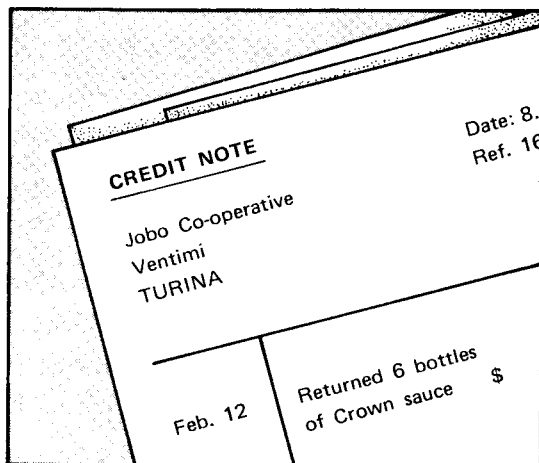 CREDIT NOTE
Date: 8.
Ref. 16
Jobo Co-operative
Ventimi
TURINA
Feb. 12
Returned 6 bottles
of Crown sauce $